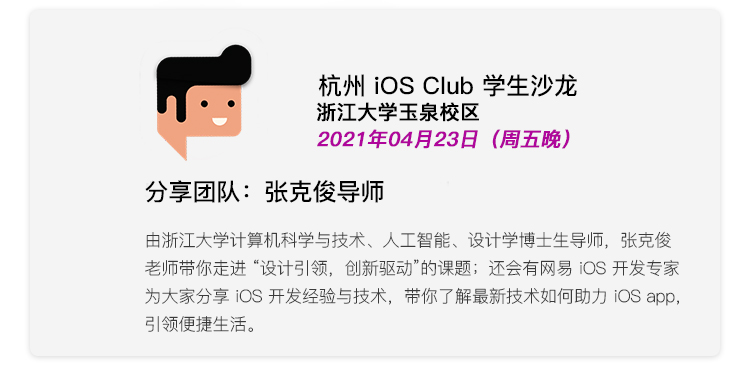 杭州 iOS Club 学生沙龙
浙江大学玉泉校区
2021年04月23日（周五晚）
分享团队：张克俊导师
由浙江大学计算机科学与技术、人工智能、设计学博士生导师，张克俊
老师带你走进 “设计引领，创新驱动”的课题；还会有网易 iOS 开发专家
为大家分享 iOS 开发经验与技术，带你了解最新技术如何助力 iOS app，
引领便捷生活。